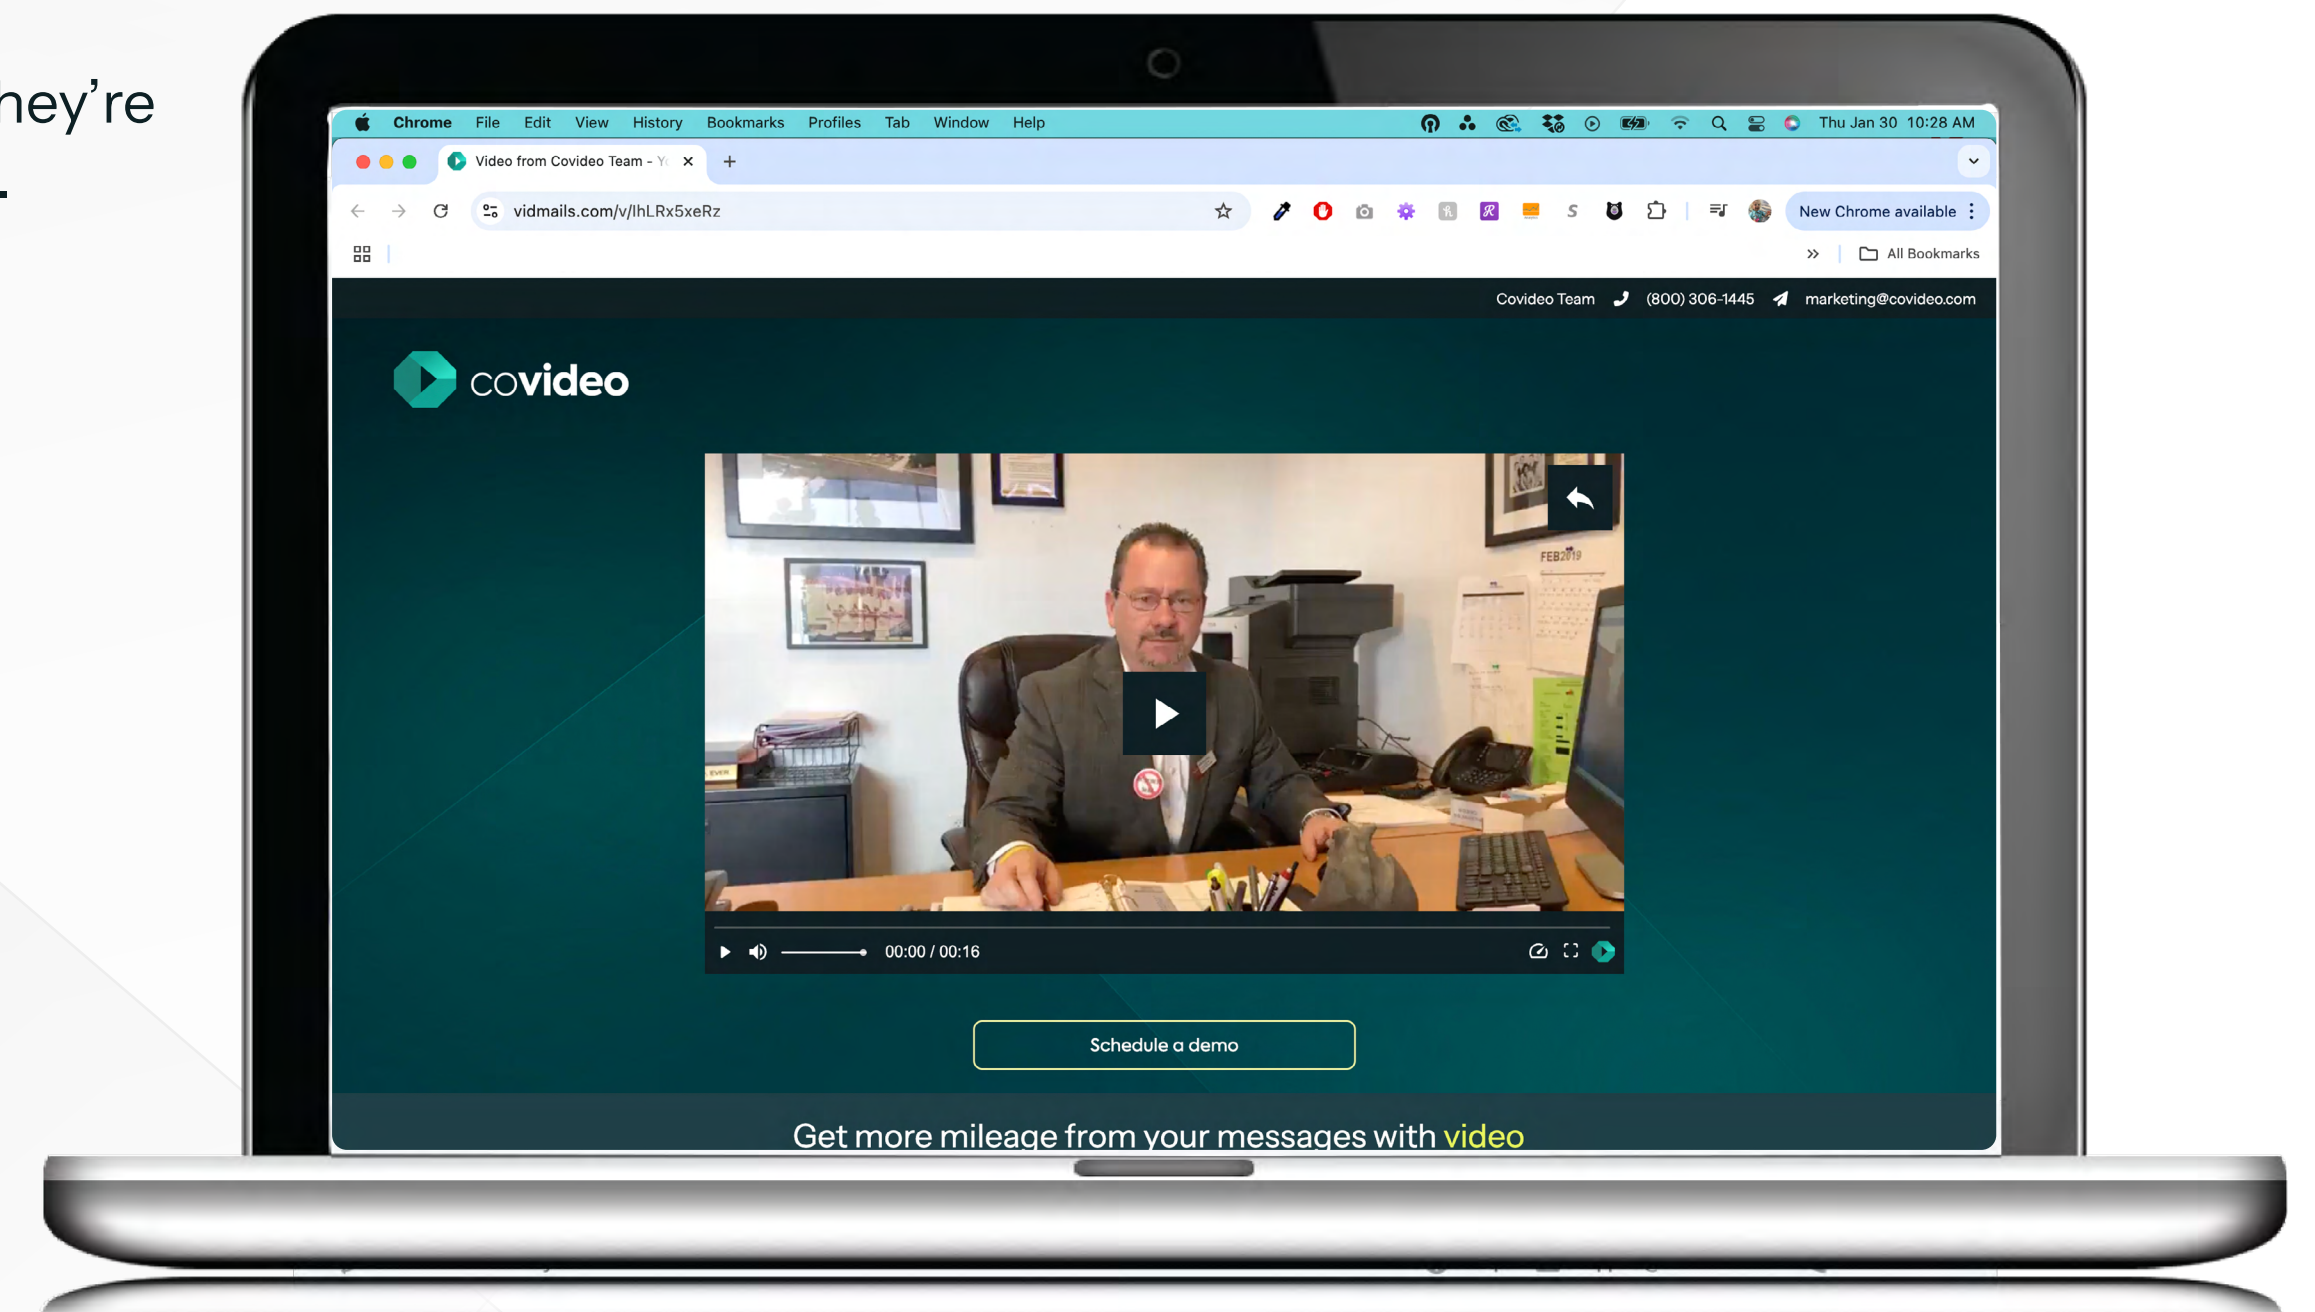 hey're
Chrome File Edit View History Bookmarks Profiles Tab Window Help Thu Jan 30 10:28 AM
Video from Covideo Team - Yo
vidmails.com/v/lhLRx5xeRz
New Chrome available
All Bookmarks
Covideo Team (800) 306-1445 marketing@covideo.com
covideo
FEB2019
EVER
00:00 / 00:16
Schedule a demo
Get more mileage from your messages with video